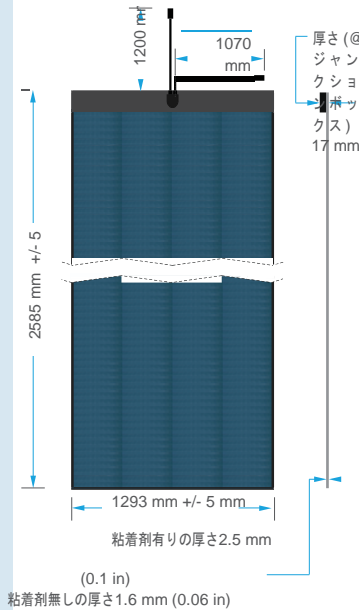 1200 mm
1070
mm
厚さ(@
ジャン
クショ
ンボッ
クス)
17 mm
2585 mm +/- 5
1293 mm +/- 5 mm
粘着剤有りの厚さ2.5 mm
(0.1 in)
粘着剤無しの厚さ1.6 mm (0.06 in)